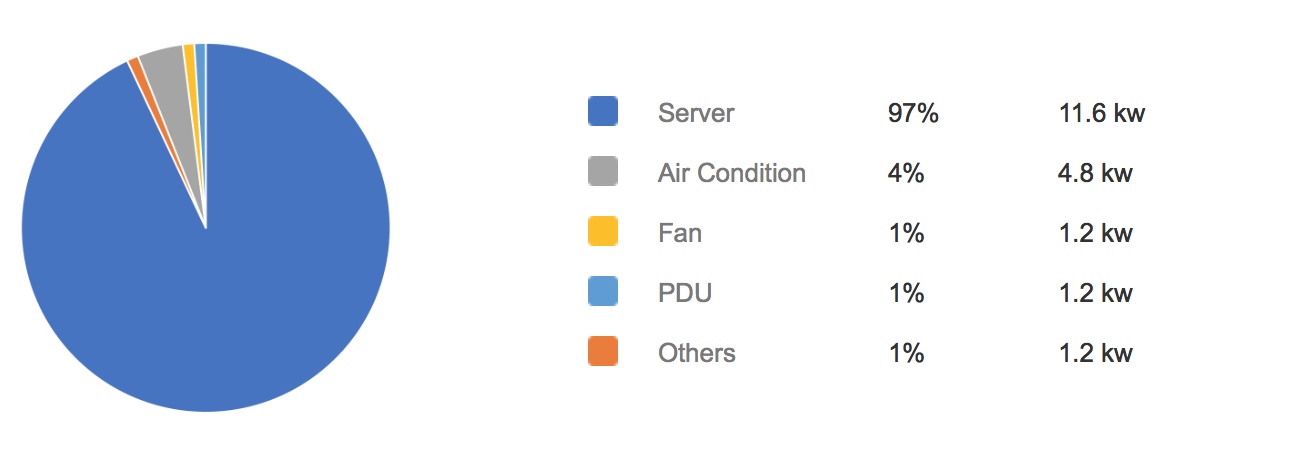 Server 97% 11.6 kw
Air Condition 4% 4.8 kw
Fan 1% 1.2 kw
PDU 1% 1.2 kw
Others 1% 1.2 kw